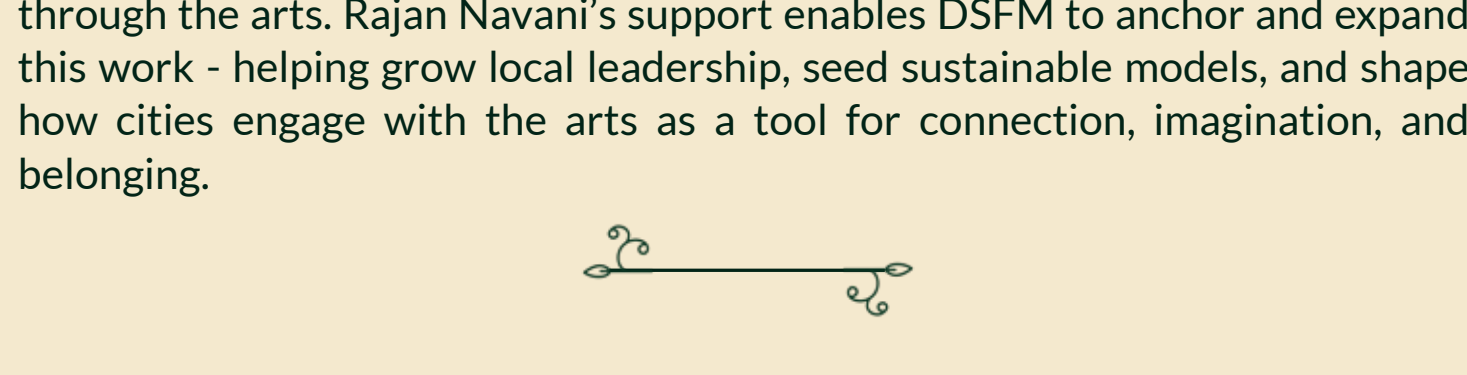 through the arts. Rajan Navani’s support enables DSFM to anchor and expand
this work - helping grow local leadership, seed sustainable models, and shape
how cities engage with the arts as a tool for connection, imagination, and
belonging.